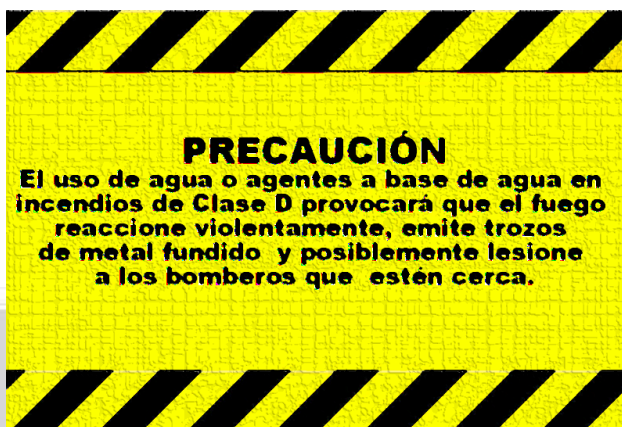 PRECAUCIÓN
El uso de agua o agentes a base de agua en
incendios de Clase D provocará que el fuego
reaccione violentamente, emite trozos
de metal fundido y posiblemente lesione
a los bomberos que estén cerca.